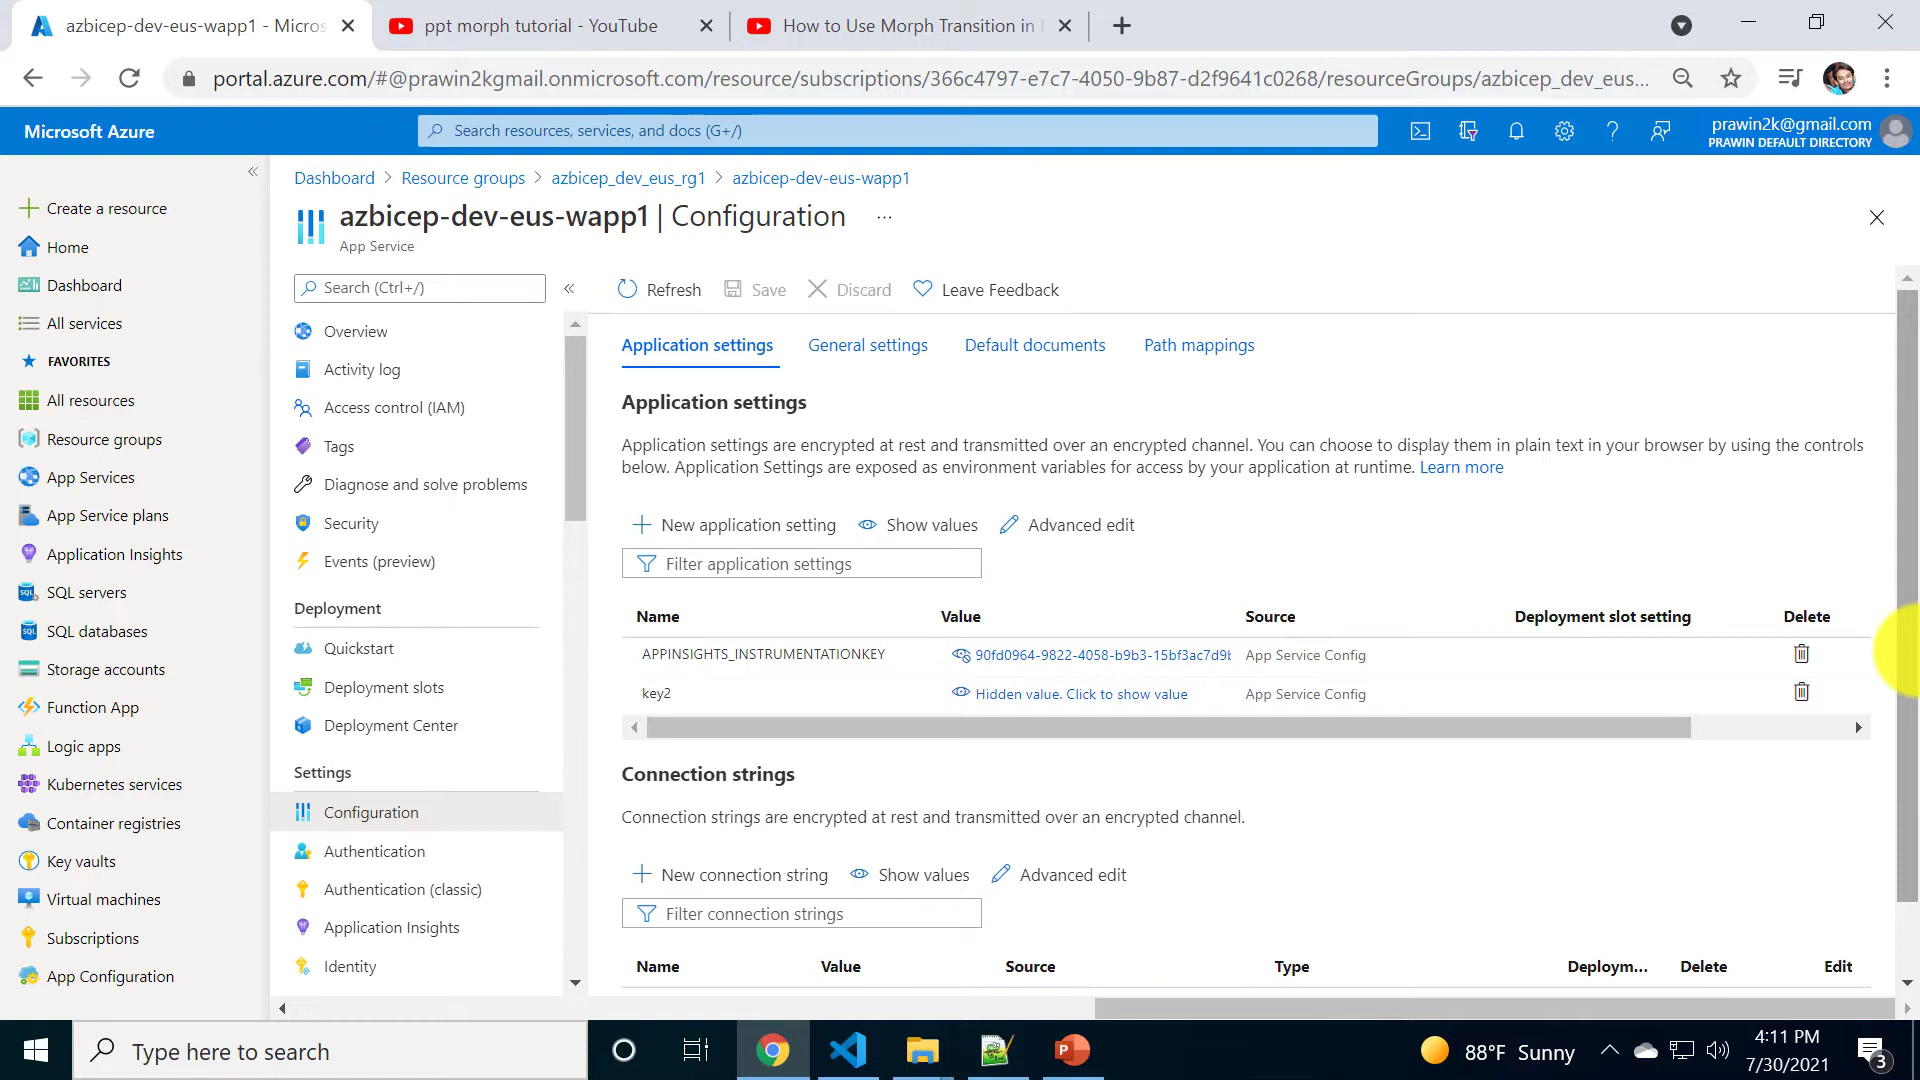 azbicep-dev-eus-wapp1 - Micros
ppt morph tutorial - YouTube
How to Use Morph Transition in
portal.azure.com/#@prawin2kgmail.onmicrosoft.com/resource/subscriptions/366c4797-e7c7-4050-9b87-d2f9641c0268/resourceGroups/azbicep_dev_eus...
Microsoft Azure
Search resources, services, and docs (G+/)
prawin2k@gmail.com
PRAWIN DEFAULT DIRECTORY
Create a resource
Home
Dashboard
All services
FAVORITES
All resources
Resource groups
App Services
App Service plans
Application Insights
SQL servers
SQL databases
Storage accounts
Function App
Logic apps
Kubernetes services
Container registries
Key vaults
Virtual machines
Subscriptions
App Configuration
Dashboard > Resource groups > azbicep_dev_eus_rg1 > azbicep-dev-eus-wapp1
azbicep-dev-eus-wapp1 | Configuration ...
App Service
Search (Ctrl+/)
Overview
Activity log
Access control (IAM)
Tags
Diagnose and solve problems
Security
Events (preview)
Deployment
Quickstart
Deployment slots
Deployment Center
Settings
Configuration
Authentication
Authentication (classic)
Application Insights
Identity
Refresh Save Discard Leave Feedback
Application settings General settings Default documents Path mappings
Application settings
Application settings are encrypted at rest and transmitted over an encrypted channel. You can choose to display them in plain text in your browser by using the controls
below. Application Settings are exposed as environment variables for access by your application at runtime. Learn more
New application setting Show values Advanced edit
Filter application settings
Name Value Source Deployment slot setting Delete
APPINSIGHTS_INSTRUMENTATIONKEY 90fd0964-9822-4058-b9b3-15bf3ac7d9b App Service Config
key2 Hidden value. Click to show value App Service Config
Connection strings
Connection strings are encrypted at rest and transmitted over an encrypted channel.
New connection string Show values Advanced edit
Filter connection strings
Name Value Source Type Deploym... Delete Edit
Type here to search
88°F Sunny
4:11 PM
7/30/2021
3